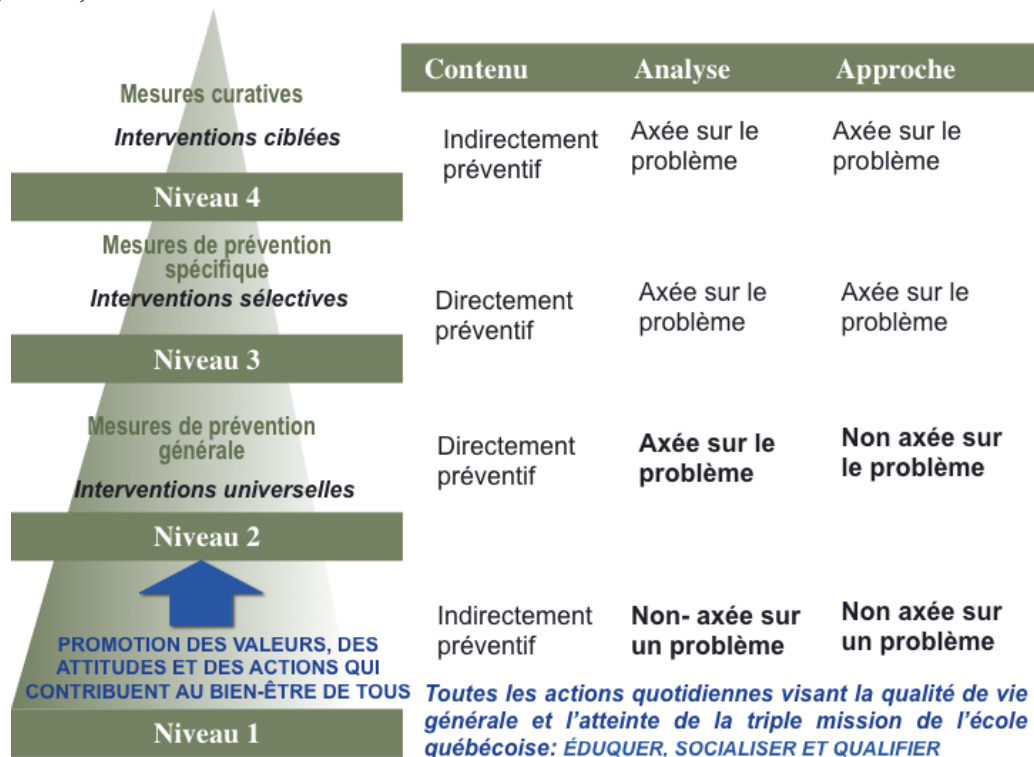 Contenu Analyse Approche
Mesures curatives
Interventions ciblées
Indirectement
préventif
Axée sur le
problème
Axée sur le
problème
Niveau 4
Mesures de prévention
spécifique
Interventions sélectives
Directement
préventif
Axée sur le
problème
Axée sur le
problème
Niveau 3
Mesures de prévention
générale
Interventions universelles
Directement
préventif
Axée sur le
problème
Non axée sur
le problème
Niveau 2
PROMOTION DES VALEURS, DES
ATTITUDES ET DES ACTIONS QUI
CONTRIBUENT AU BIEN-ÊTRE DE TOUS
Indirectement
préventif
Non- axée sur
un problème
Non axée sur
un problème
Niveau 1
Toutes les actions quotidiennes visant la qualité de vie
générale et l’atteinte de la triple mission de l’école
québécoise: ÉDUQUER, SOCIALISER ET QUALIFIER